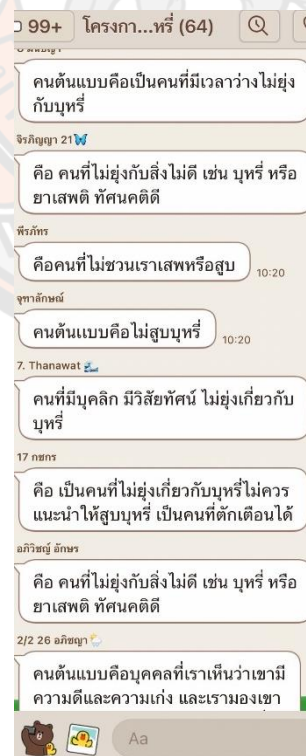 99+ โครงกา...หรี่ (64)
คนต้นแบบคือเป็นคนที่มีเวลาว่างไม่ยุ่ง
กับบุหรี่
จิรภิญญา 21
คือ คนที่ไม่ยุ่งกับสิ่งไม่ดี เช่น บุหรี่ หรือ
ยาเสพติ ทัศนคติดี
พีรภัทร
คือคนที่ไม่ชวนเราเสพหรือสูบ
10:20
จุฑาลักษณ์
คนต้นแบบคือไม่สูบบุหรี่
10:20
7. Thanawat
คนที่มีบุคลิก มีวิสัยทัศน์ ไม่ยุ่งเกี่ยวกับ
บุหรี่
17 กชกร
คือ เป็นคนที่ไม่ยุ่งเกี่ยวกับบุหรี่ไม่ควร
แนะนำให้สูบบุหรี่ เป็นคนที่ตักเตือนได้
อภิวิชญ์ อักษร
คือ คนที่ไม่ยุ่งกับสิ่งไม่ดี เช่น บุหรี่ หรือ
ยาเสพติ ทัศนคติดี
2/2 26 อภิชญา
คนต้นแบบคือบุคคลที่เราเห็นว่าเขามี
ความดีและความเก่ง และเรามองเขา
Aa